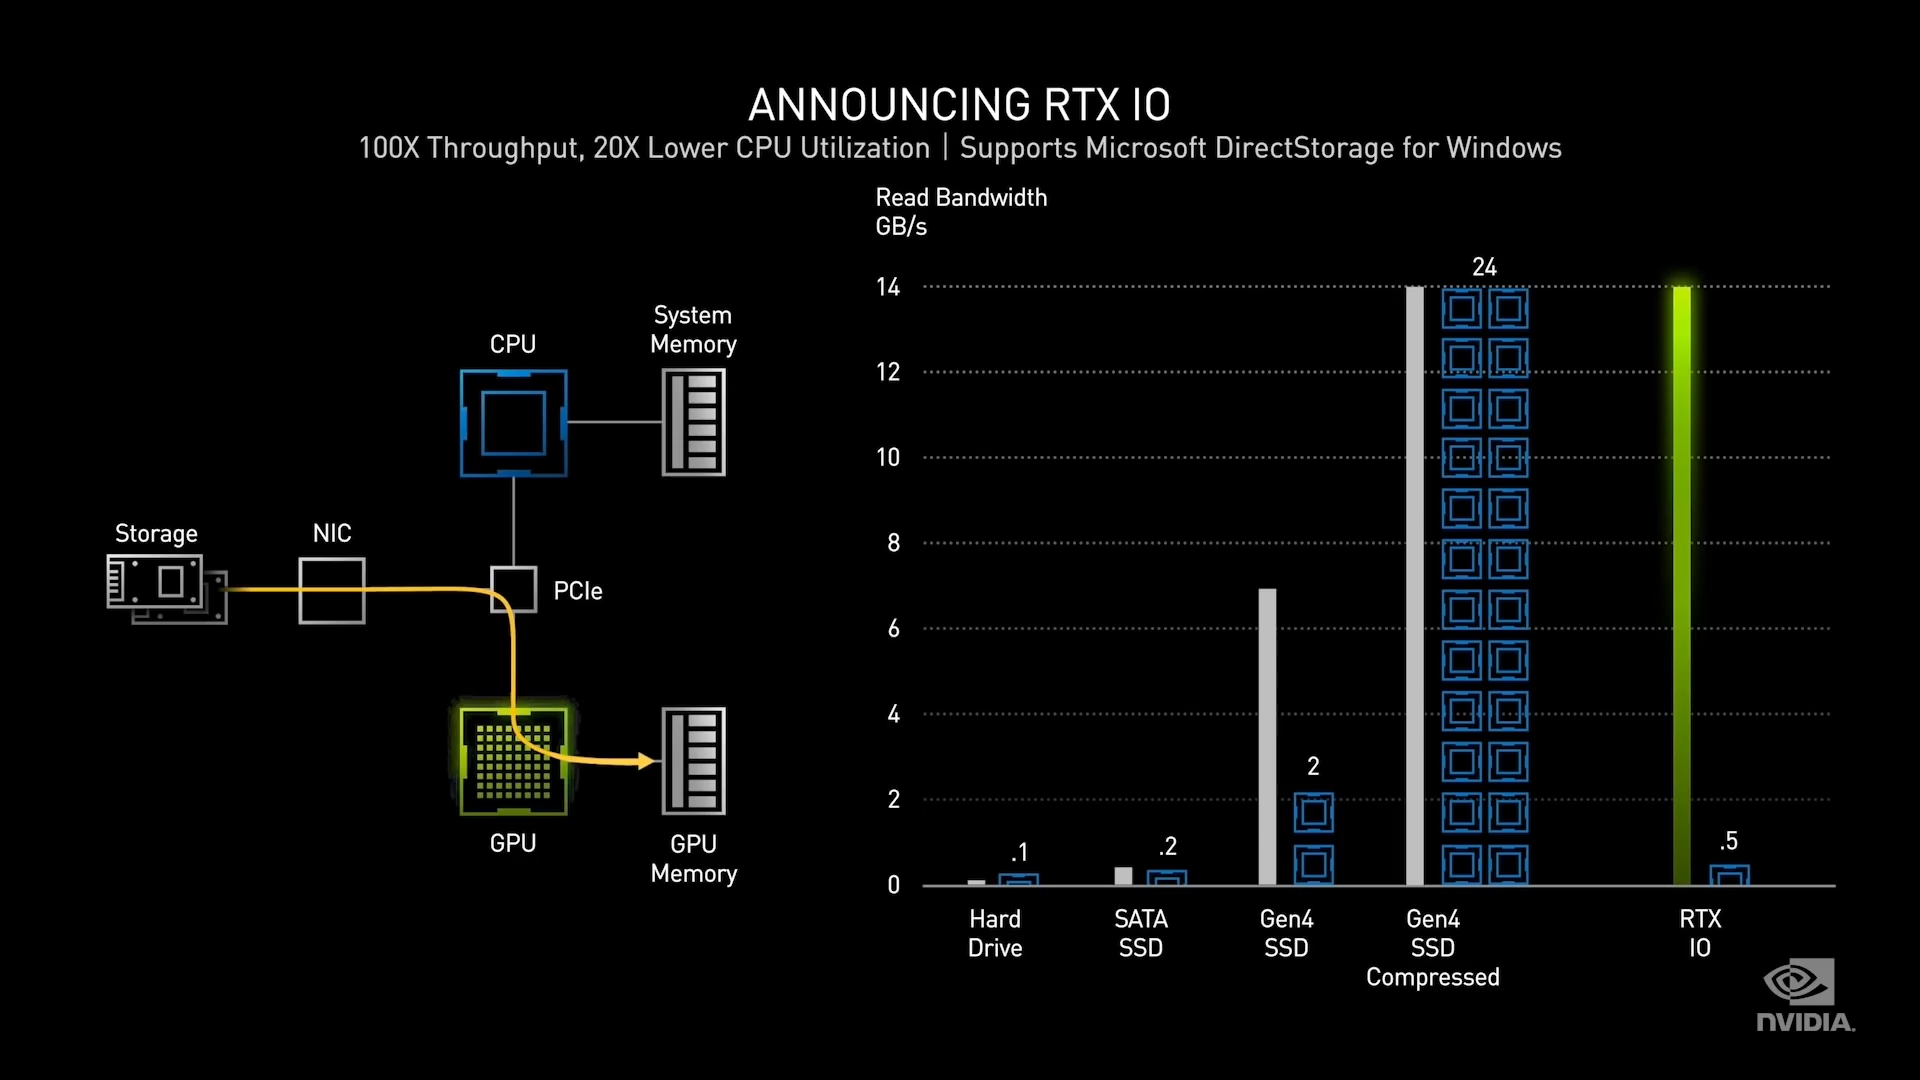 ANNOUNCING RTX IO
100X Throughput, 20X Lower CPU Utilization | Supports Microsoft DirectStorage for Windows
CPU
System
Memory
Storage
NIC
PCIe
GPU
GPU
Memory
Read Bandwidth
GB/s
14
12
10
8
6
4
2
0
.1
.2
2
24
.5
Hard
Drive
SATA
SSD
Gen4
SSD
Gen4
SSD
Compressed
RTX
IO
NVIDIA.